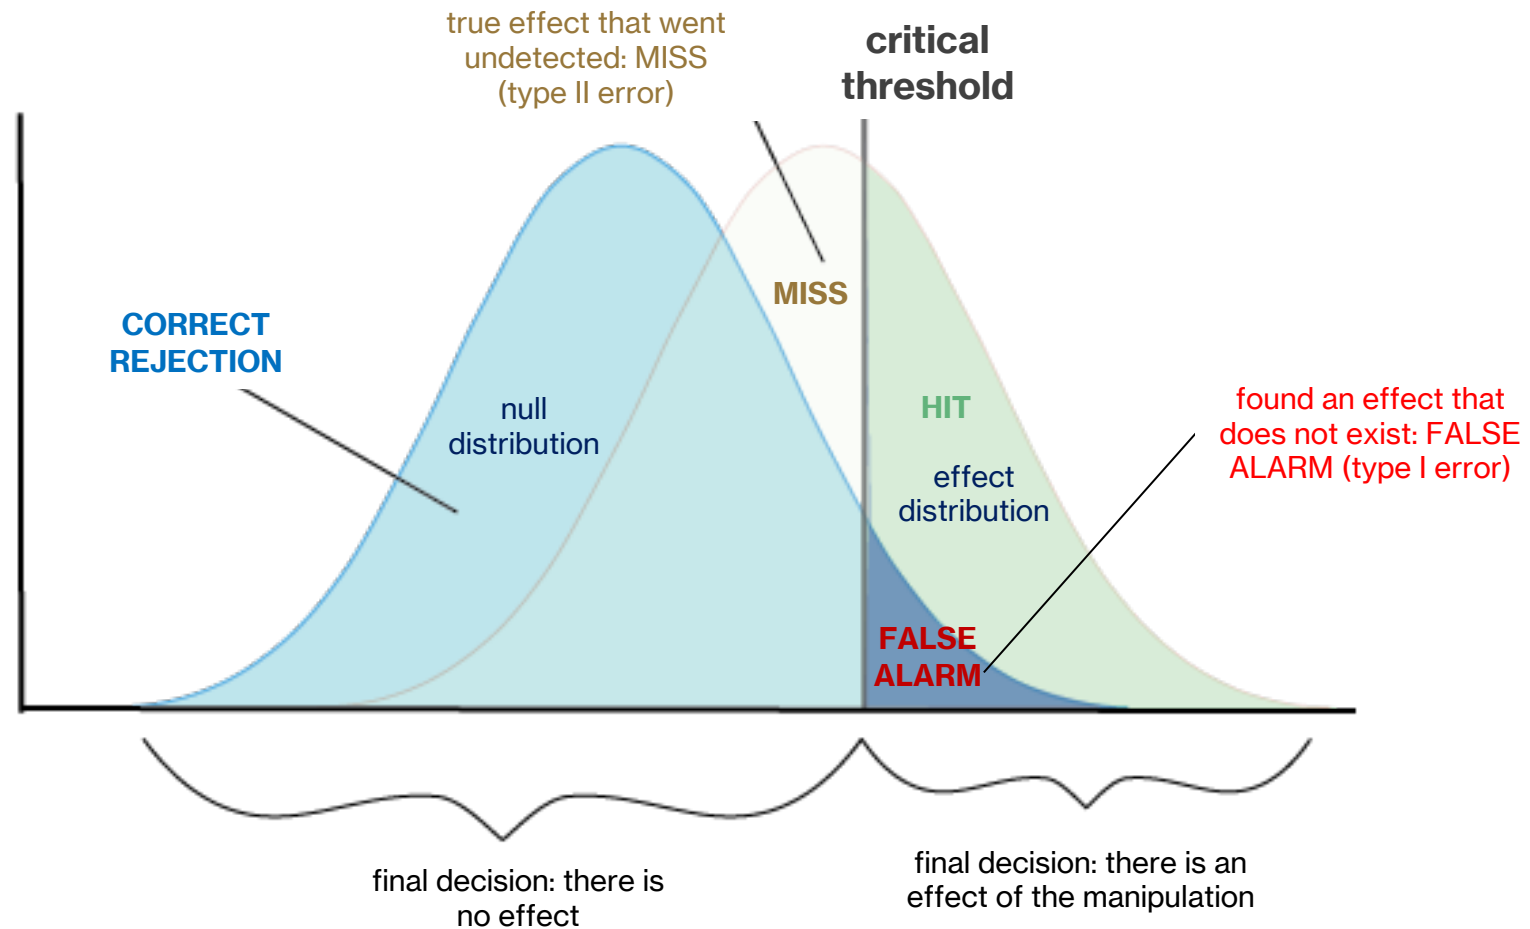 true effect that went
undetected: MISS
(type II error)
critical
threshold
MISS
CORRECT
REJECTION
null
distribution
HIT
effect
distribution
found an effect that
does not exist: FALSE
ALARM (type I error)
FALSE
ALARM
final decision: there is
no effect
final decision: there is an
effect of the manipulation